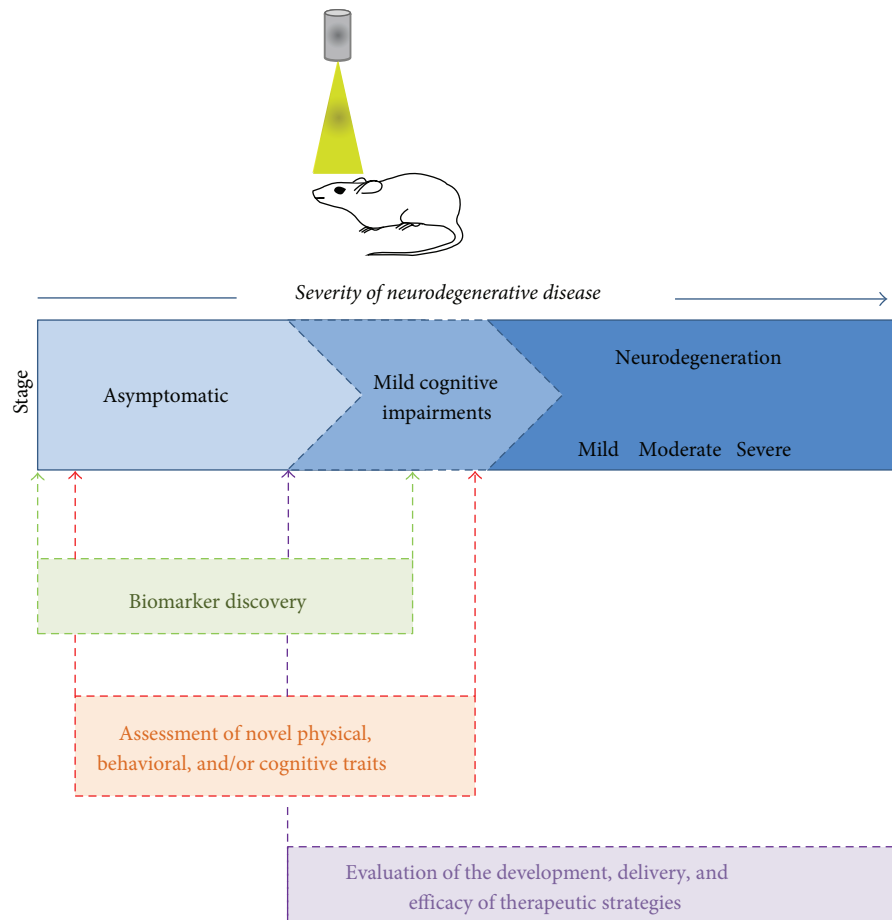 Severity of neurodegenerative disease
Stage
Asymptomatic
Mild cognitive
impairments
Neurodegeneration
Mild Moderate Severe
Biomarker discovery
Assessment of novel physical,
behavioral, and/or cognitive traits
Evaluation of the development, delivery, and
efficacy of therapeutic strategies